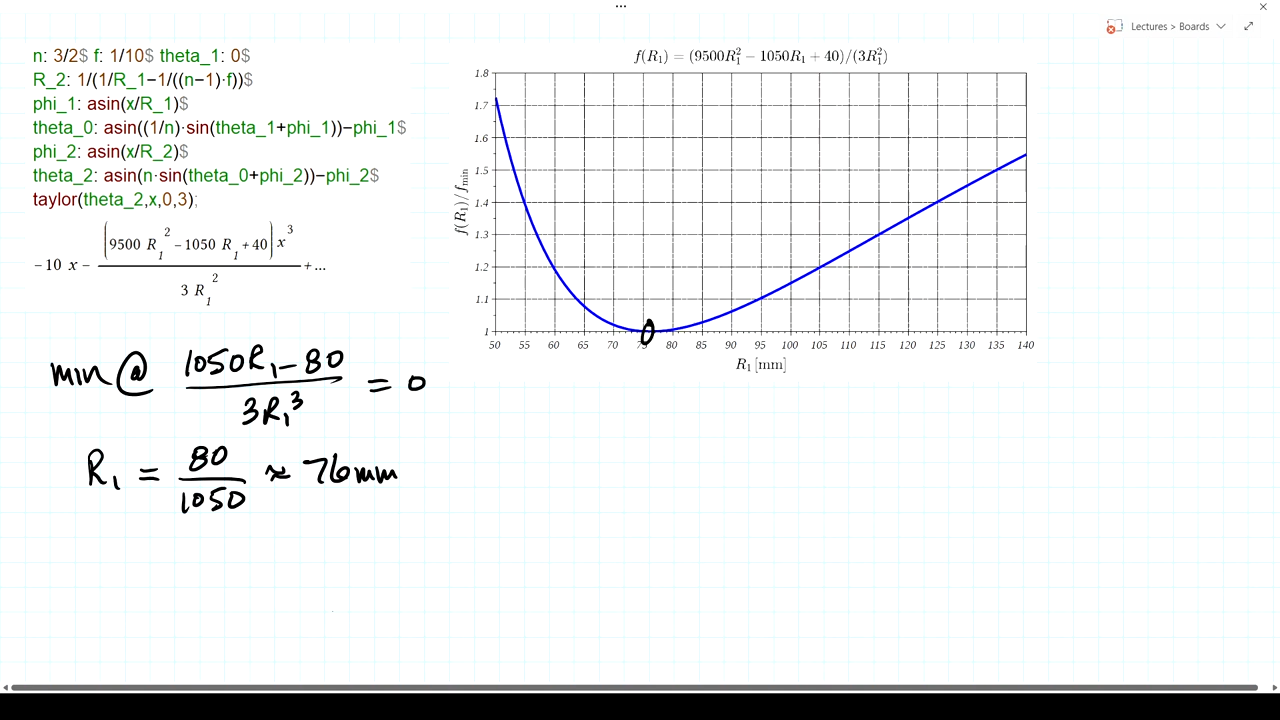 ...
Lectures > Boards
n: 3/2$ f: 1/10$ theta_1: 0$
R_2: 1/(1/R_1−1/((n−1)·f))$
phi_1: asin(x/R_1)$
theta_0: asin((1/n)·sin(theta_1+phi_1))−phi_1$
phi_2: asin(x/R_2)$
theta_2: asin(n·sin(theta_0+phi_2))−phi_2$
taylor(theta_2,x,0,3);
−10 x − (9500 R_1^2 −1050 R_1 +40) x^3 / 3 R_1^2 + ...
min @ 1050R_1 − 80 / 3R_1^3 = 0
R_1 = 80/1050 ≈ 76mm
f(R_1) = (9500R_1^2 − 1050R_1 + 40)/(3R_1^2)
f(R_1)/f_min
1.8
1.7
1.6
1.5
1.4
1.3
1.2
1.1
1
50 55 60 65 70 75 80 85 90 95 100 105 110 115 120 125 130 135 140
R_1 [mm]